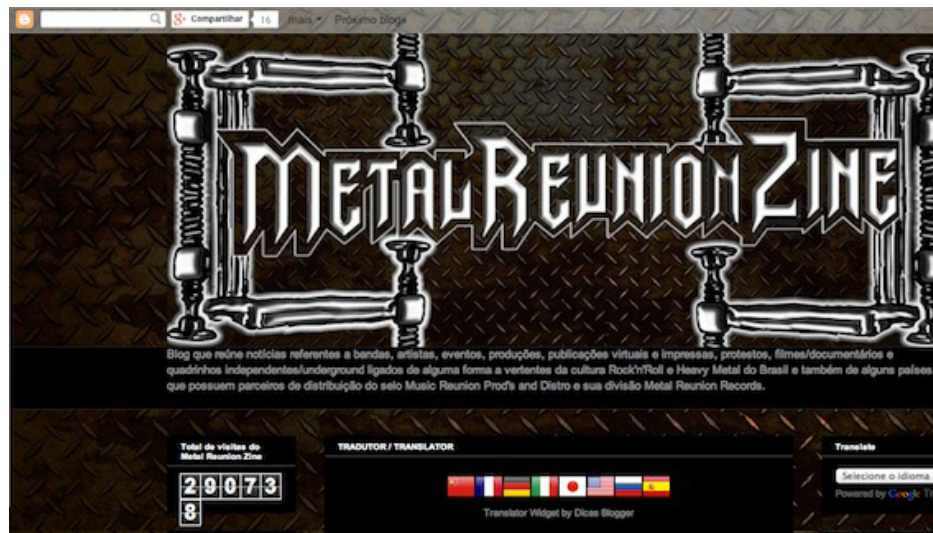 Compartilhar 16 mais Próximo blog»
METALREUNIONZINE
Blog que reúne notícias referentes a bandas, artistas, eventos, produções, publicações virtuais e impressas, protestos, filmes/documentários e
quadrinhos independentes/underground ligados de alguma forma a vertentes da cultura Rock'n'Roll e Heavy Metal do Brasil e também de alguns países
que possuem parceiros de distribuição do selo Music Reunion Prod's and Distro e sua divisão Metal Reunion Records.
Total de visitas do
Metal Reunion Zine
29073
8
TRADUTOR / TRANSLATOR
Translator Widget by Dicas Blogger
Translate
Selecione o idioma
Powered by Google